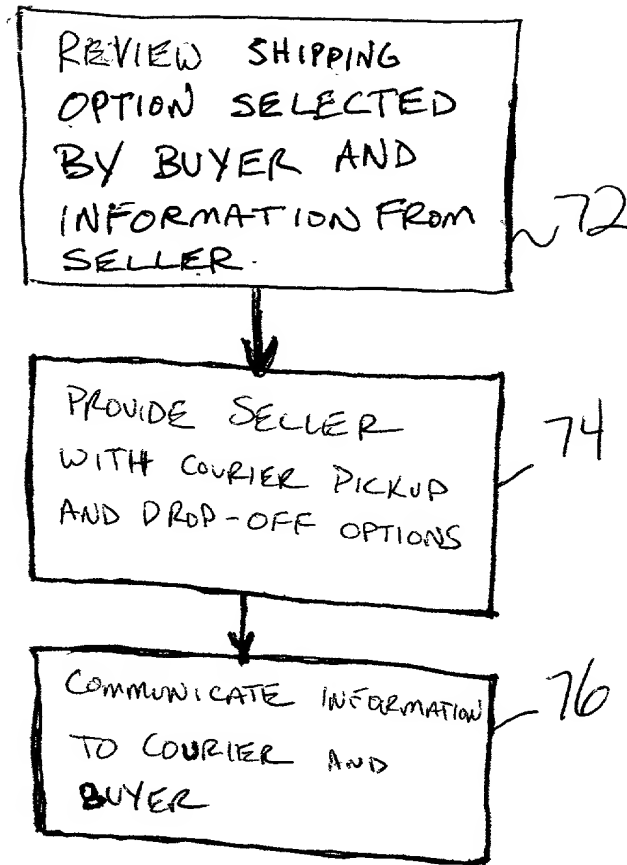 REVIEW SHIPPING
OPTION SELECTED
BY BUYER AND
INFORMATION FROM
SELLER.
72
PROVIDE SELLER
WITH COURIER PICKUP
AND DROP-OFF OPTIONS
74
COMMUNICATE INFORMATION
TO COURIER AND
BUYER
76